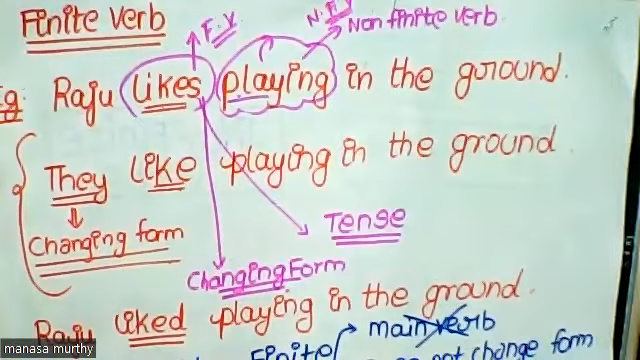 Finite verb
F.V
N.F.V
Non finite verb
Eg: Raju likes playing in the ground.
They like playing in the ground
Changing form
Tense
Changing Form
Raju liked playing in the ground.
main verb
Finite
not change form
manasa murthy